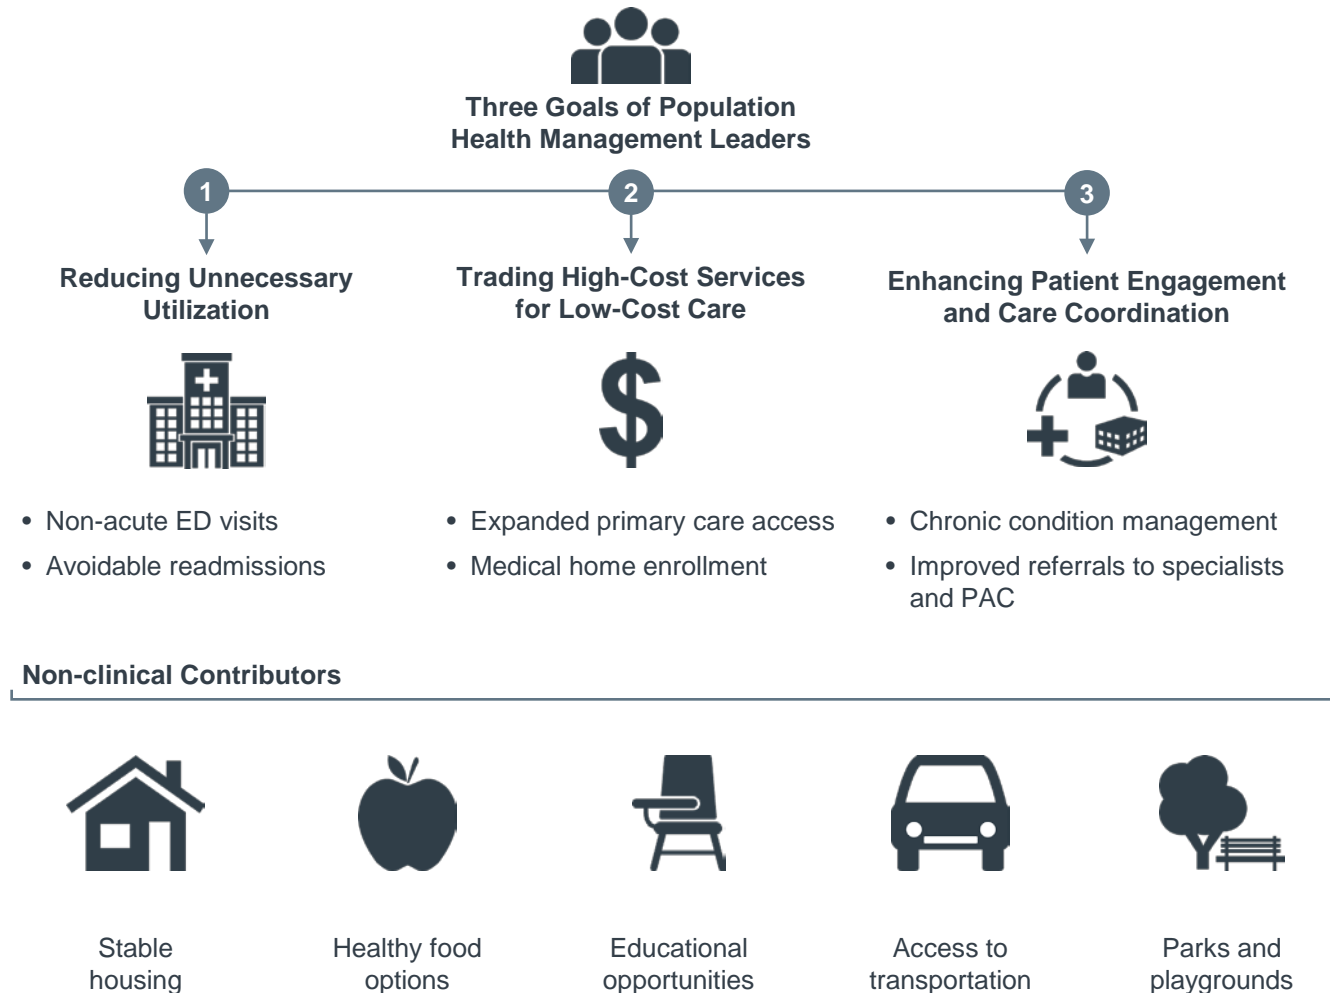 Three Goals of Population
Health Management Leaders
1
2
3
Reducing Unnecessary
Utilization
Trading High-Cost Services
for Low-Cost Care
Enhancing Patient Engagement
and Care Coordination
• Non-acute ED visits
• Avoidable readmissions
• Expanded primary care access
• Medical home enrollment
• Chronic condition management
• Improved referrals to specialists
and PAC
Non-clinical Contributors
Stable
housing
Healthy food
options
Educational
opportunities
Access to
transportation
Parks and
playgrounds